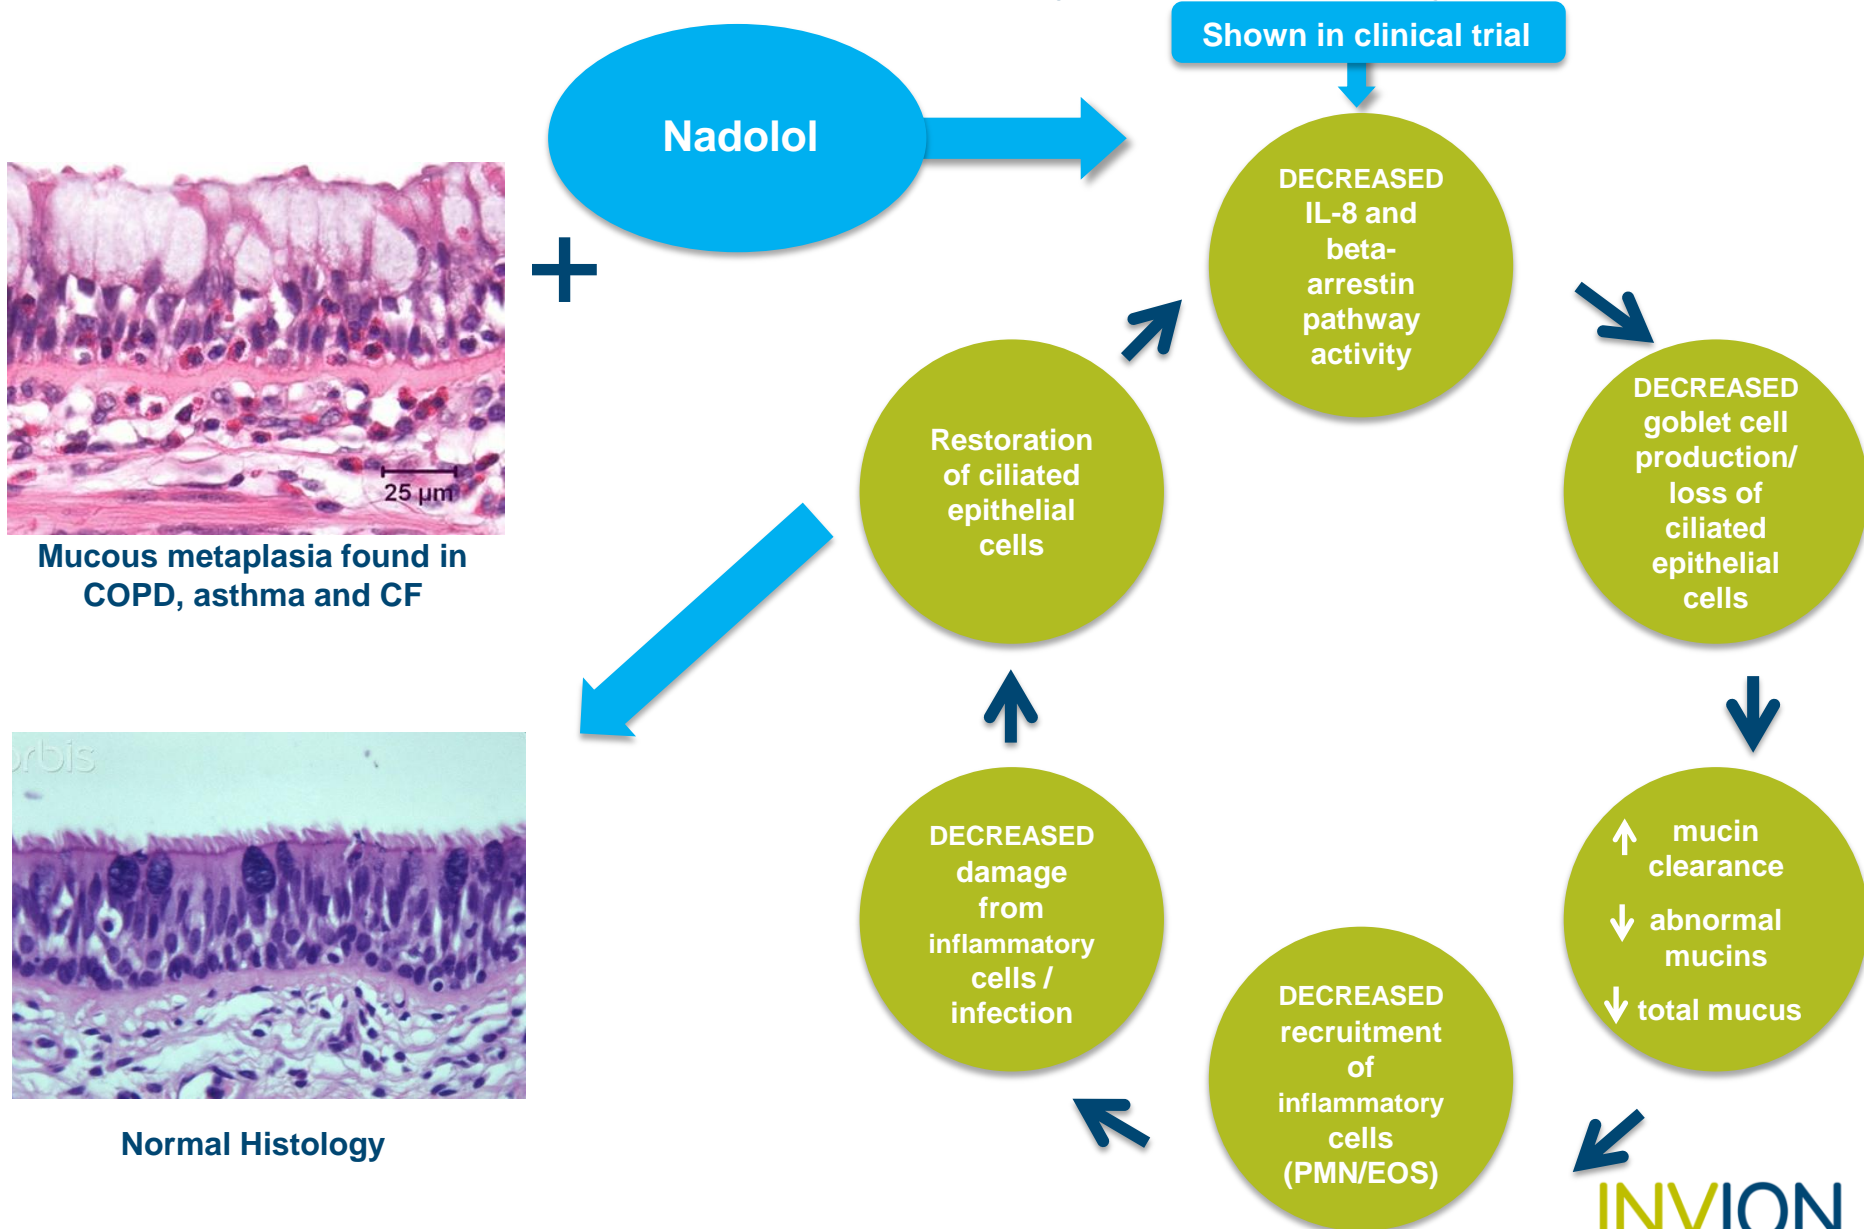 Shown in clinical trial
Nadolol
+
DECREASED
IL-8 and
beta-
arrestin
pathway
activity
DECREASED
goblet cell
production/
loss of
ciliated
epithelial
cells
↑ mucin
clearance
↓ abnormal
mucins
↓ total mucus
DECREASED
recruitment
of
inflammatory
cells
(PMN/EOS)
DECREASED
damage
from
inflammatory
cells /
infection
Restoration
of ciliated
epithelial
cells
25 µm
Mucous metaplasia found in
COPD, asthma and CF
orbis
Normal Histology
INVION